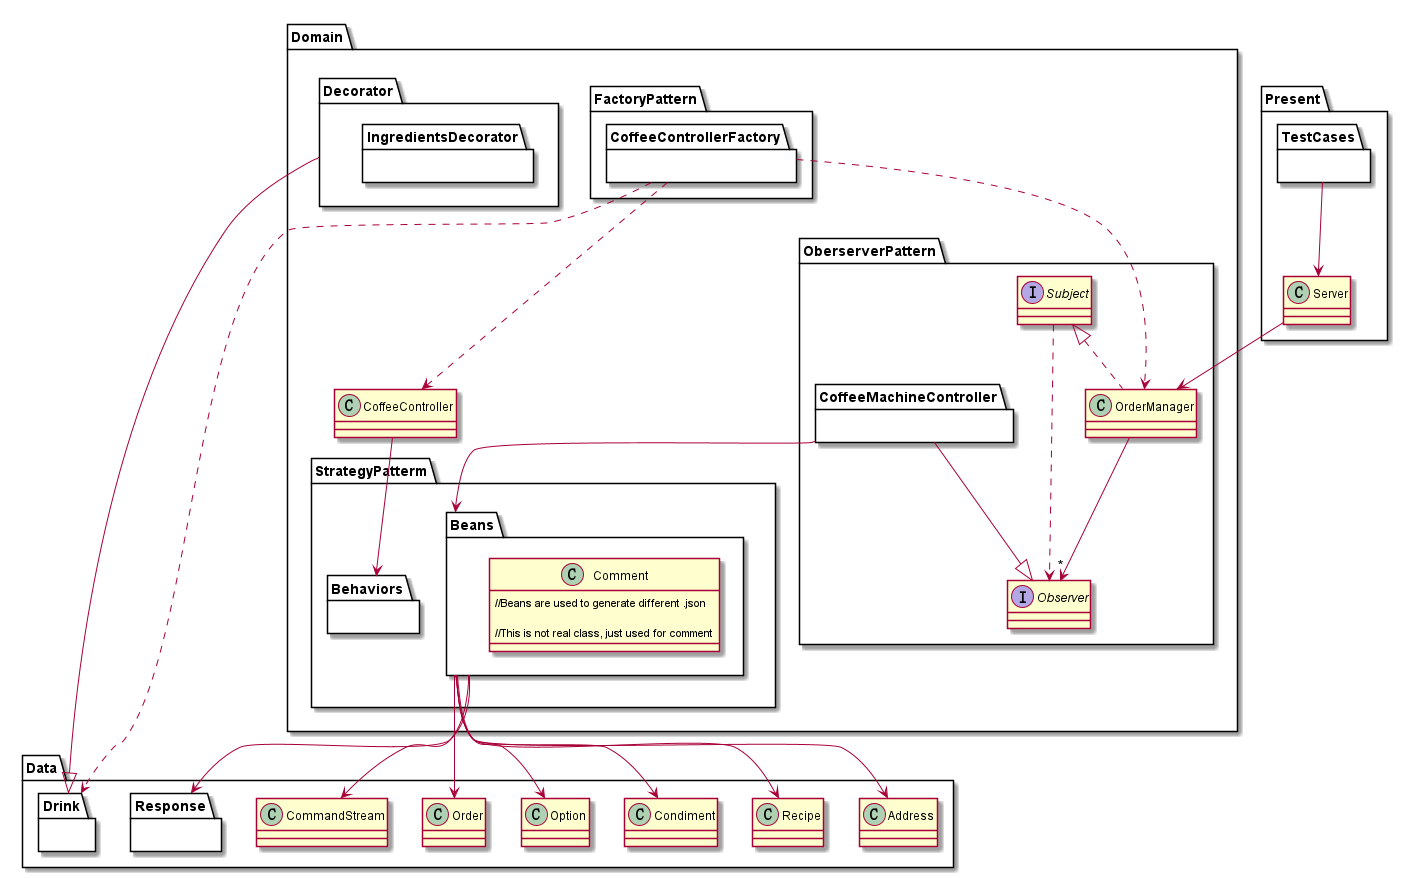 Domain
Decorator
IngredientsDecorator
FactoryPattern
CoffeeControllerFactory
Present
TestCases
C Server
OberserverPattern
I Subject
CoffeeMachineController
C OrderManager
*
I Observer
C CoffeeController
StrategyPatterm
Behaviors
Beans
C Comment
//Beans are used to generate different .json
//This is not real class, just used for comment
Data
Drink
Response
C CommandStream
C Order
C Option
C Condiment
C Recipe
C Address